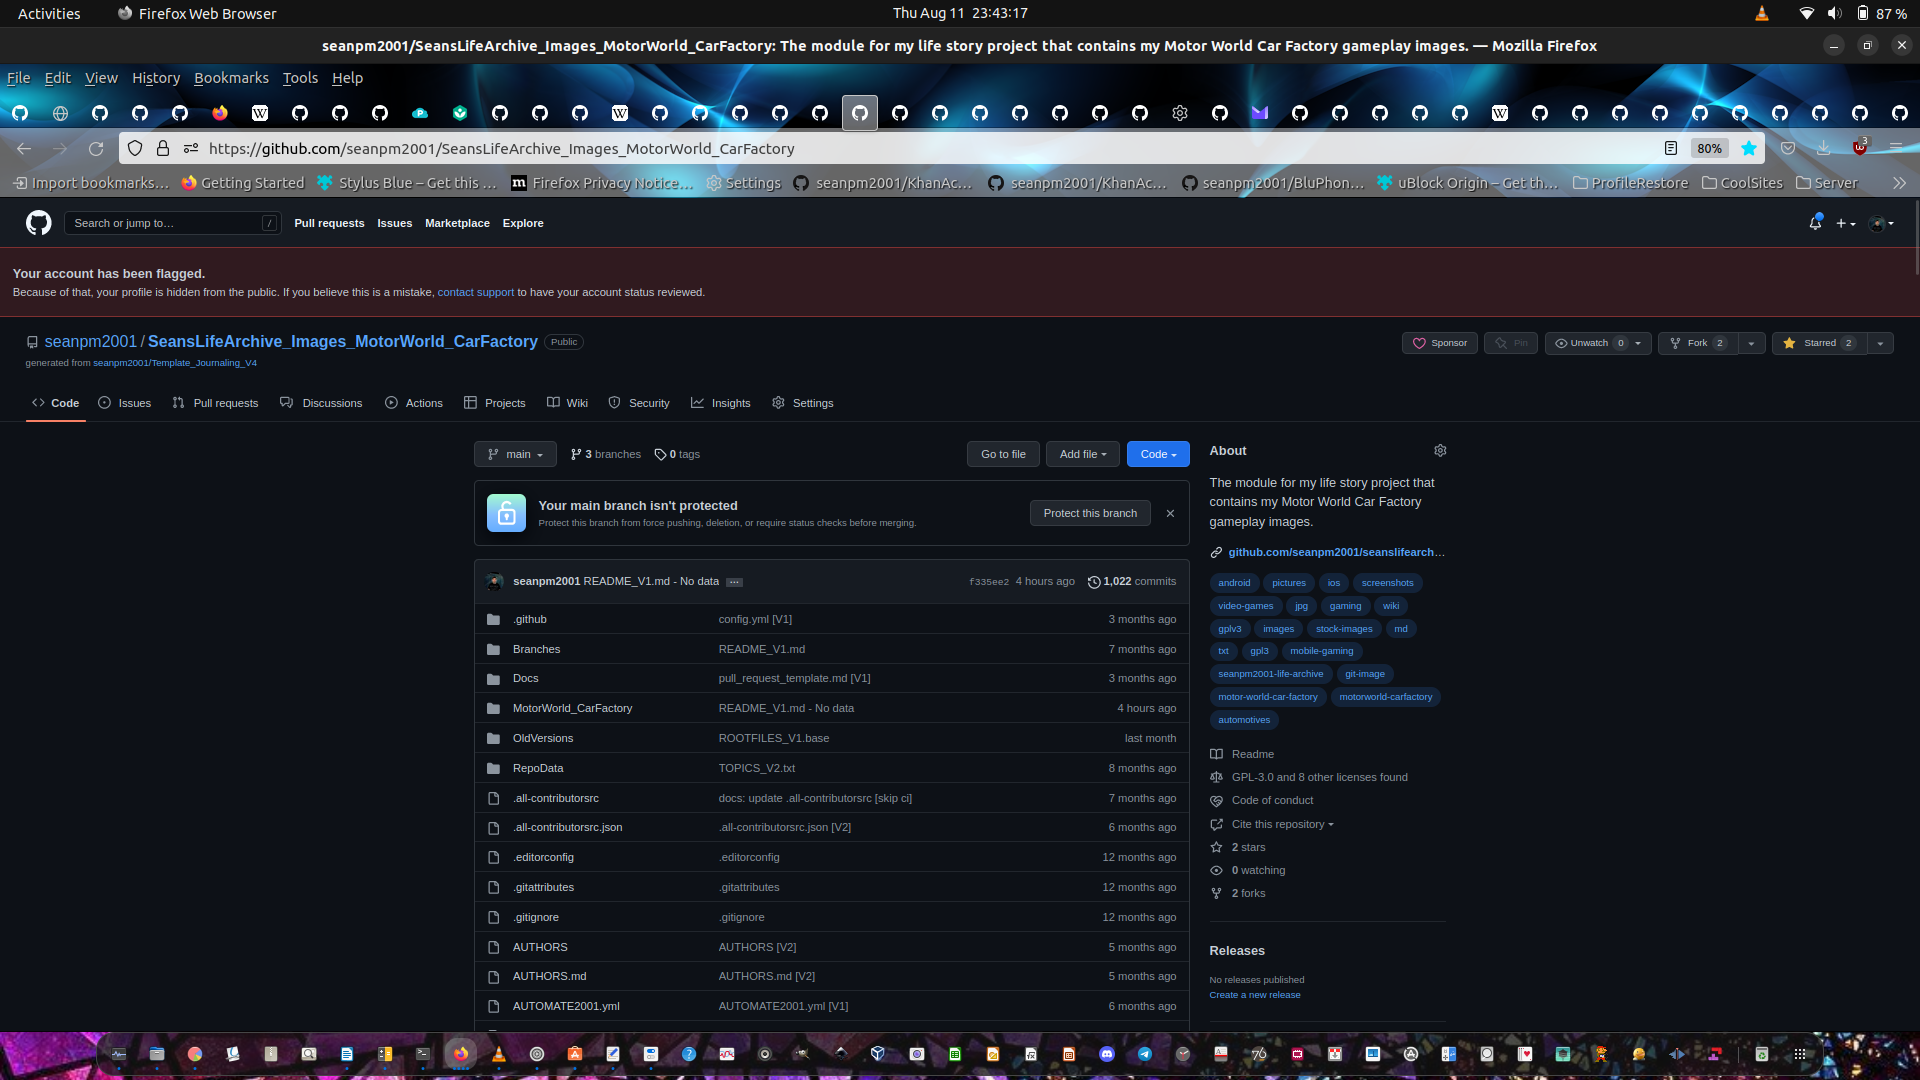 Activities
Firefox Web Browser
Thu Aug 11 23:43:17
87 %
seanpm2001/SeansLifeArchive_Images_MotorWorld_CarFactory: The module for my life story project that contains my Motor World Car Factory gameplay images. — Mozilla Firefox
File Edit View History Bookmarks Tools Help
https://github.com/seanpm2001/SeansLifeArchive_Images_MotorWorld_CarFactory
80%
3
Import bookmarks… Getting Started Stylus Blue – Get this … Firefox Privacy Notice… Settings seanpm2001/KhanAc… seanpm2001/KhanAc… seanpm2001/BluPhon… uBlock Origin – Get th… ProfileRestore CoolSites Server
Search or jump to… /
Pull requests Issues Marketplace Explore
Your account has been flagged.
Because of that, your profile is hidden from the public. If you believe this is a mistake, contact support to have your account status reviewed.
seanpm2001 / SeansLifeArchive_Images_MotorWorld_CarFactory Public
generated from seanpm2001/Template_Journaling_V4
Sponsor Pin Unwatch 0 Fork 2 Starred 2
Code Issues Pull requests Discussions Actions Projects Wiki Security Insights Settings
main 3 branches 0 tags
Go to file Add file Code
Your main branch isn't protected
Protect this branch from force pushing, deletion, or require status checks before merging.
Protect this branch
seanpm2001 README_V1.md - No data … f335ee2 4 hours ago 1,022 commits
.github config.yml [V1] 3 months ago
Branches README_V1.md 7 months ago
Docs pull_request_template.md [V1] 3 months ago
MotorWorld_CarFactory README_V1.md - No data 4 hours ago
OldVersions ROOTFILES_V1.base last month
RepoData TOPICS_V2.txt 8 months ago
.all-contributorsrc docs: update .all-contributorsrc [skip ci] 7 months ago
.all-contributorsrc.json .all-contributorsrc.json [V2] 6 months ago
.editorconfig .editorconfig 12 months ago
.gitattributes .gitattributes 12 months ago
.gitignore .gitignore 12 months ago
AUTHORS AUTHORS [V2] 5 months ago
AUTHORS.md AUTHORS.md [V2] 5 months ago
AUTOMATE2001.yml AUTOMATE2001.yml [V1] 6 months ago
About
The module for my life story project that
contains my Motor World Car Factory
gameplay images.
github.com/seanpm2001/seanslifearch…
android pictures ios screenshots
video-games jpg gaming wiki
gplv3 images stock-images md
txt gpl3 mobile-gaming
seanpm2001-life-archive git-image
motor-world-car-factory motorworld-carfactory
automotives
Readme
GPL-3.0 and 8 other licenses found
Code of conduct
Cite this repository
2 stars
0 watching
2 forks
Releases
No releases published
Create a new release